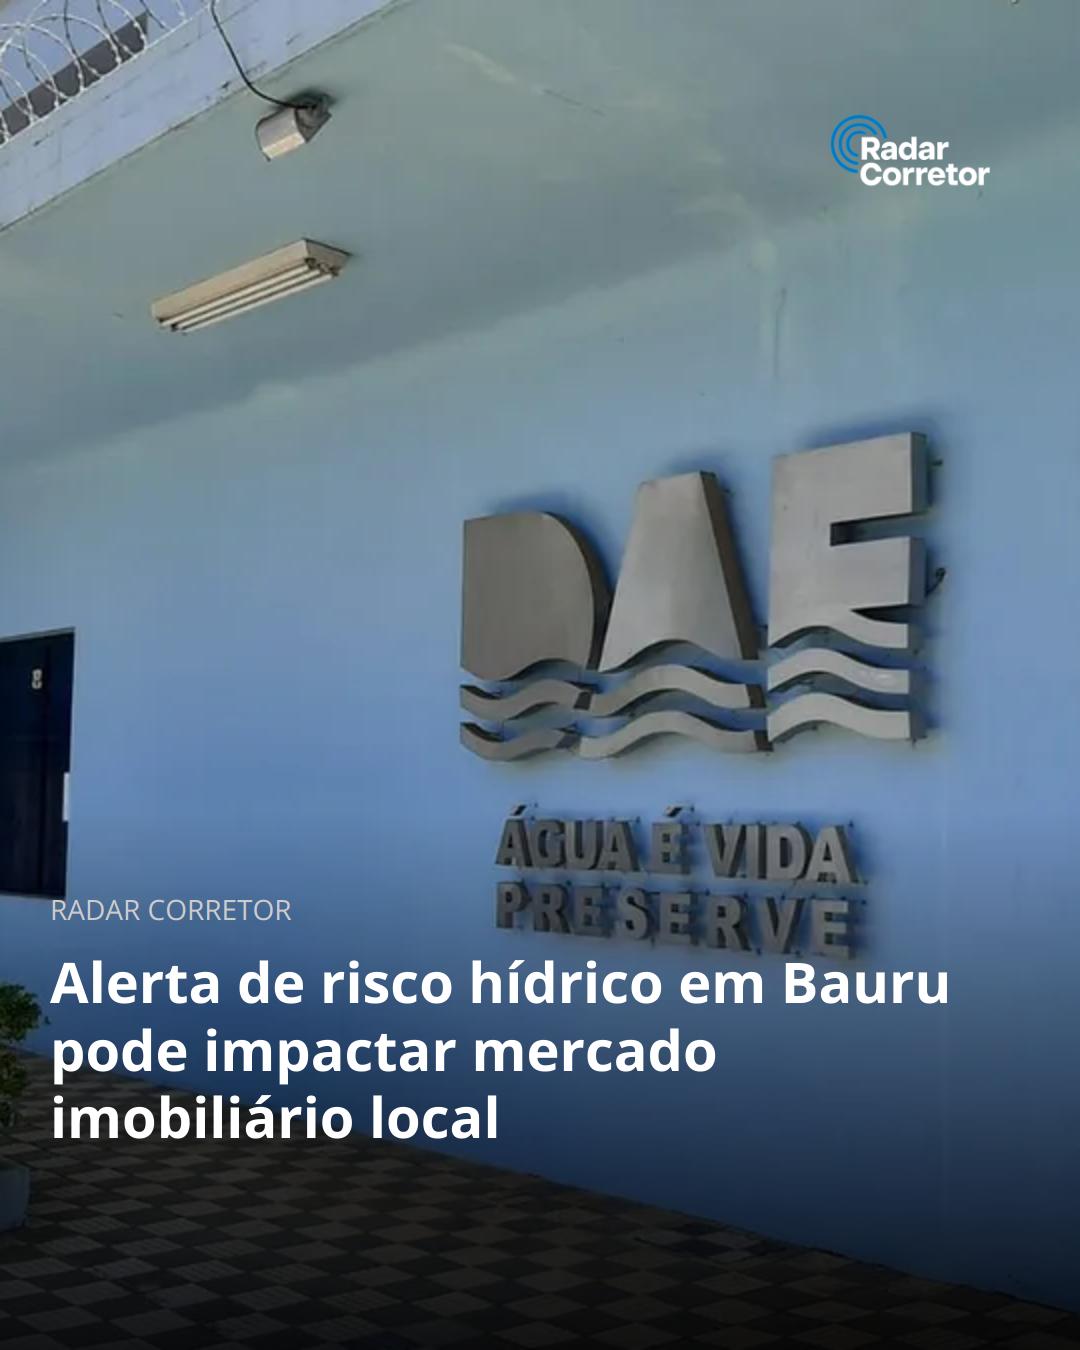 Radar
Corretor
DAE
ÁGUA É VIDA
PRESERVE
8
RADAR CORRETOR
Alerta de risco hídrico em Bauru
pode impactar mercado
imobiliário local